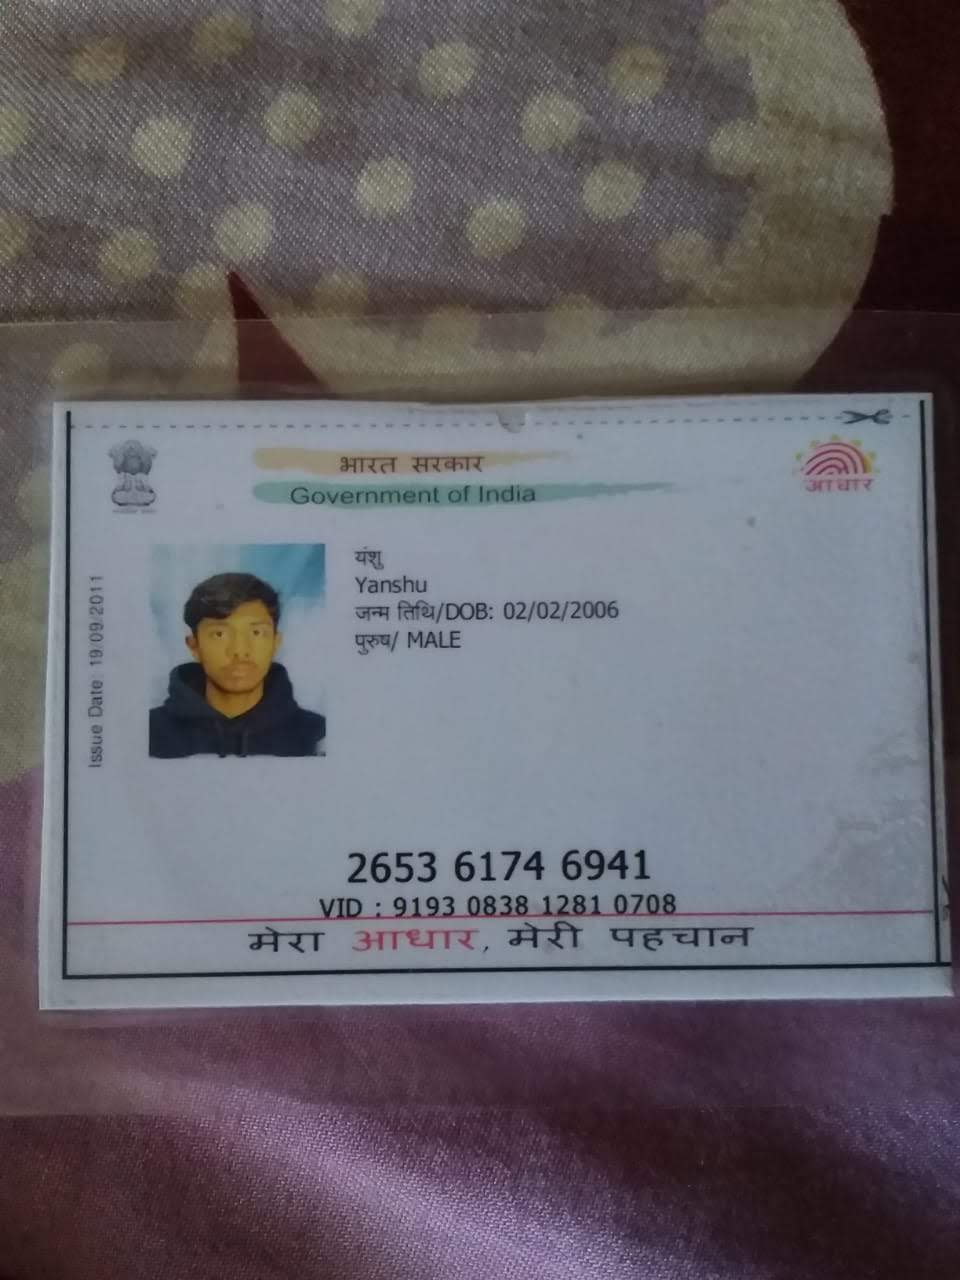 भारत सरकार
Government of India
आधार
Issue Date: 19/09/2011
यंशु
Yanshu
जन्म तिथि/DOB: 02/02/2006
पुरुष/ MALE
2653 6174 6941
VID : 9193 0838 1281 0708
मेरा आधार, मेरी पहचान